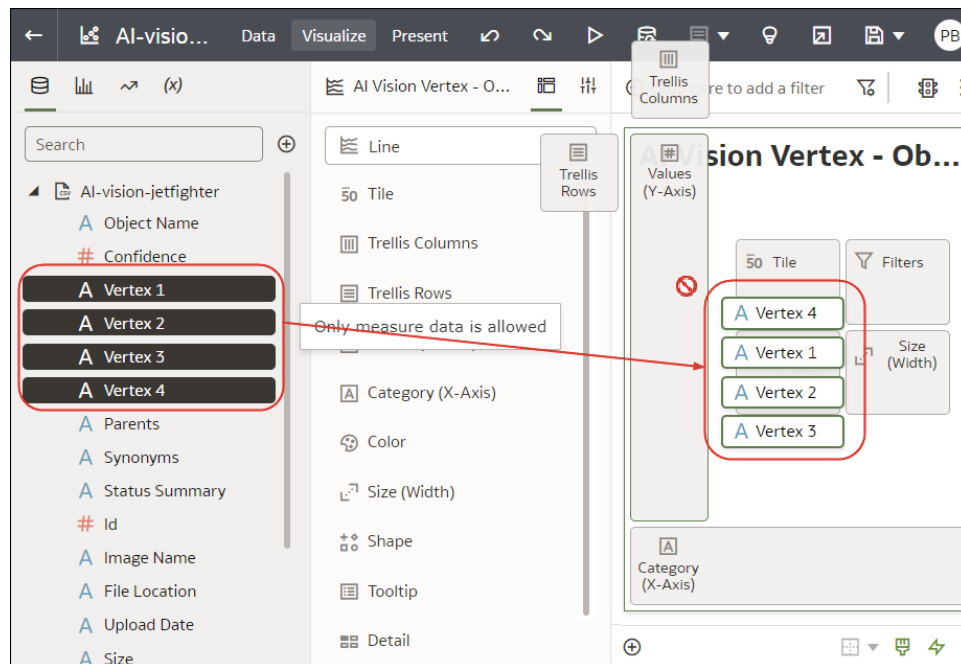 AI-visio...
Data
Visualize
Present
PB
(x)
AI Vision Vertex - O...
re to add a filter
Search
AI-vision-jetfighter
A Object Name
# Confidence
A Vertex 1
A Vertex 2
A Vertex 3
A Vertex 4
A Parents
A Synonyms
A Status Summary
# Id
A Image Name
A File Location
A Upload Date
A Size
Line
50 Tile
Trellis Columns
Trellis Rows
Only measure data is allowed
A Category (X-Axis)
Color
Size (Width)
Shape
Tooltip
Detail
Trellis
Columns
Trellis
Rows
Vision Vertex - Ob...
#
Values
(Y-Axis)
50 Tile
Filters
Size
(Width)
A Vertex 4
A Vertex 1
A Vertex 2
A Vertex 3
A
Category
(X-Axis)